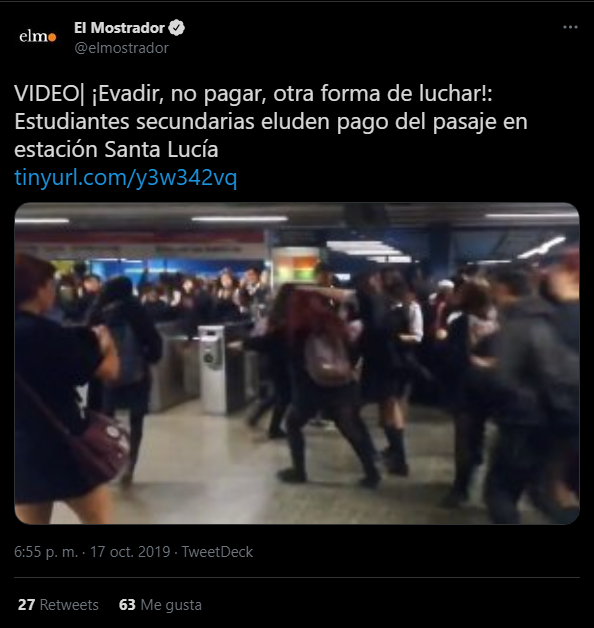 elmo
El Mostrador
@elmostrador
VIDEO| ¡Evadir, no pagar, otra forma de luchar!:
Estudiantes secundarias eluden pago del pasaje en
estación Santa Lucía
tinyurl.com/y3w342vq
6:55 p. m. · 17 oct. 2019 · TweetDeck
27 Retweets 63 Me gusta